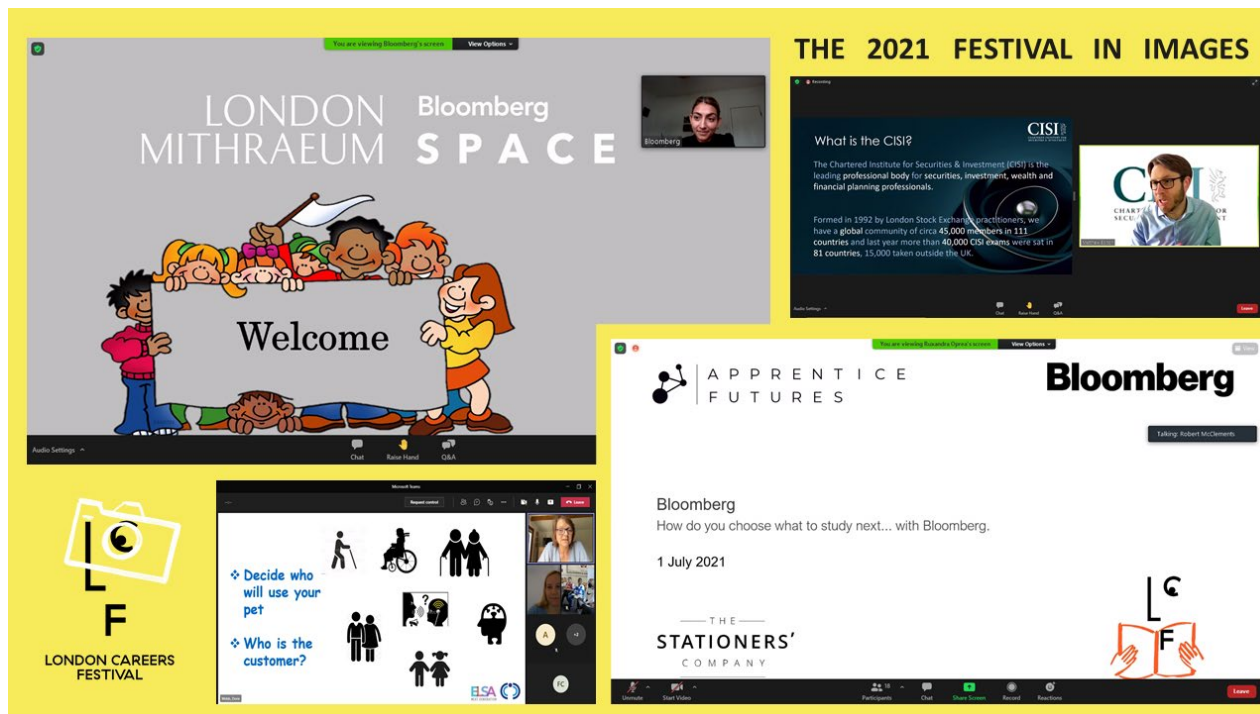 THE 2021 FESTIVAL IN IMAGES
You are viewing Bloomberg's screen View Options
LONDON
MITHRAEUM
Bloomberg
SPACE
Bloomberg
Welcome
Audio Settings
Chat Raise Hand Q&A
Recording
What is the CISI?
CISI
The Chartered Institute for Securities & Investment (CISI) is the
leading professional body for securities, investment, wealth and
financial planning professionals.
Formed in 1992 by London Stock Exchange practitioners, we
have a global community of circa 45,000 members in 111
countries and last year more than 40,000 CISI exams were sat in
81 countries, 15,000 taken outside the UK.
Audio Settings
Chat Raise Hand Q&A
Leave
You are viewing Ruxandra Oprea's screen View Options
View
APPRENTICE
FUTURES
Bloomberg
Talking: Robert McClements
Bloomberg
How do you choose what to study next... with Bloomberg.
1 July 2021
THE
STATIONERS'
COMPANY
L C
F
Unmute Start Video Participants 18 Chat Share Screen Record Reactions Leave
Microsoft Teams
Request control
Leave
❖ Decide who
will use your
pet
❖ Who is the
customer?
?
ELSA
A
+2
FC
L C
F
LONDON CAREERS
FESTIVAL